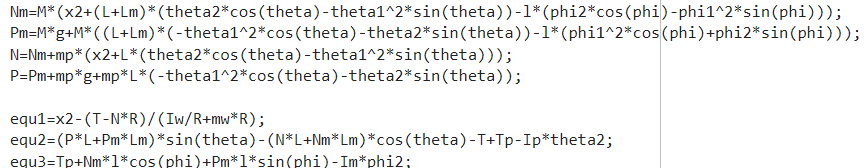 Nm=M*(x2+(L+Lm)*(theta2*cos(theta)-theta1^2*sin(theta))-l*(phi2*cos(phi)-phi1^2*sin(phi)));
Pm=M*g+M*((L+Lm)*(-theta1^2*cos(theta)-theta2*sin(theta))-l*(phi1^2*cos(phi)+phi2*sin(phi)));
N=Nm+mp*(x2+L*(theta2*cos(theta)-theta1^2*sin(theta)));
P=Pm+mp*g+mp*L*(-theta1^2*cos(theta)-theta2*sin(theta));
equ1=x2-(T-N*R)/(Iw/R+mw*R);
equ2=(P*L+Pm*Lm)*sin(theta)-(N*L+Nm*Lm)*cos(theta)-T+Tp-Ip*theta2;
equ3=Tp+Nm*l*cos(phi)+Pm*l*sin(phi)-Im*phi2;